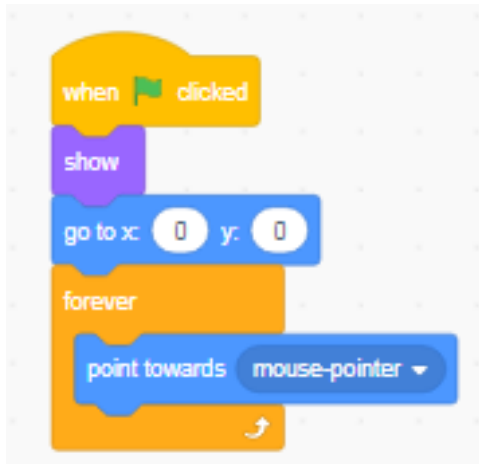 when clicked
show
go to x: 0 y: 0
forever
point towards mouse-pointer